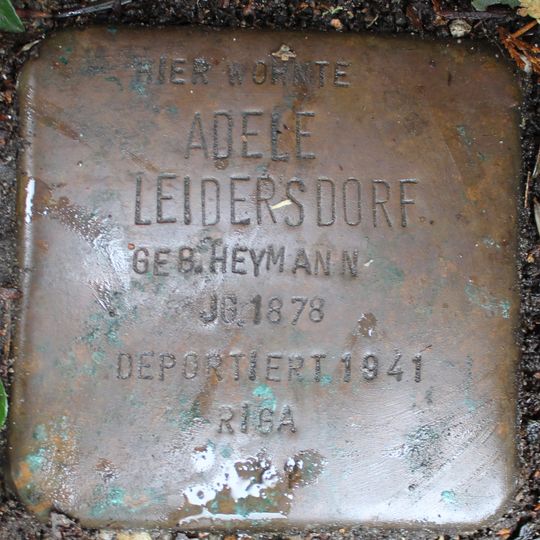 HIER WOHNTE
ADELE
LEIDERSDORF
GEB. HEYMANN
JG. 1878
DEPORTIERT 1941
RIGA